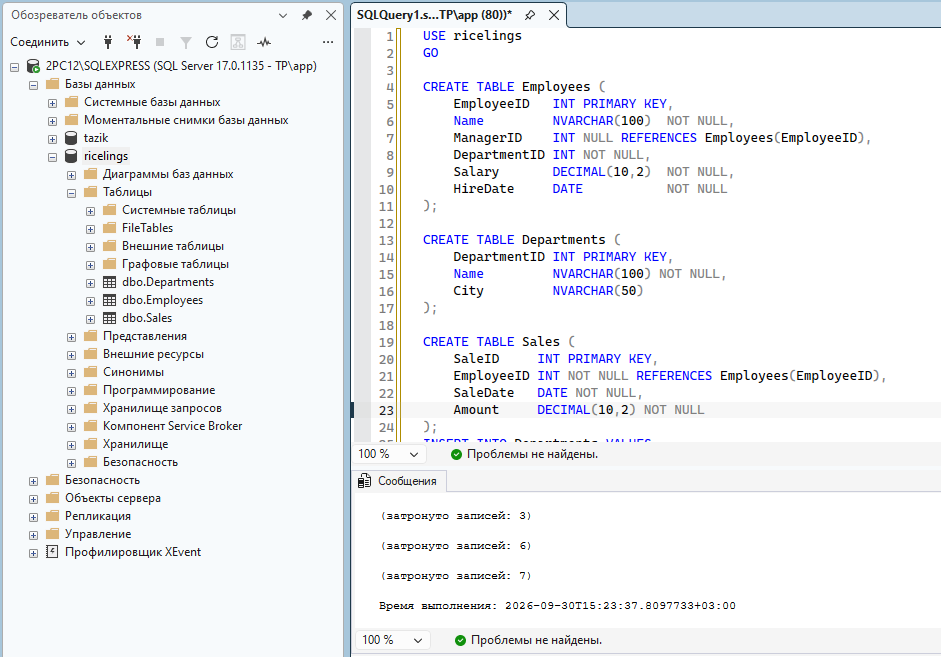 Обозреватель объектов
Соединить
2PC12\SQLEXPRESS (SQL Server 17.0.1135 - TP\app)
Базы данных
Системные базы данных
Моментальные снимки базы данных
tazik
ricelings
Диаграммы баз данных
Таблицы
Системные таблицы
FileTables
Внешние таблицы
Графовые таблицы
dbo.Departments
dbo.Employees
dbo.Sales
Представления
Внешние ресурсы
Синонимы
Программирование
Хранилище запросов
Компонент Service Broker
Хранилище
Безопасность
Безопасность
Объекты сервера
Репликация
Управление
Профилировщик XEvent
SQLQuery1.s...TP\app (80))*
1 USE ricelings
2 GO
3
4 CREATE TABLE Employees (
5 EmployeeID INT PRIMARY KEY,
6 Name NVARCHAR(100) NOT NULL,
7 ManagerID INT NULL REFERENCES Employees(EmployeeID),
8 DepartmentID INT NOT NULL,
9 Salary DECIMAL(10,2) NOT NULL,
10 HireDate DATE NOT NULL
11 );
12
13 CREATE TABLE Departments (
14 DepartmentID INT PRIMARY KEY,
15 Name NVARCHAR(100) NOT NULL,
16 City NVARCHAR(50)
17 );
18
19 CREATE TABLE Sales (
20 SaleID INT PRIMARY KEY,
21 EmployeeID INT NOT NULL REFERENCES Employees(EmployeeID),
22 SaleDate DATE NOT NULL,
23 Amount DECIMAL(10,2) NOT NULL
24 );
25 INSERT INTO Departments VALUES
100 % Проблемы не найдены.
Сообщения
(затронуто записей: 3)
(затронуто записей: 6)
(затронуто записей: 7)
Время выполнения: 2026-09-30T15:23:37.8097733+03:00
100 % Проблемы не найдены.